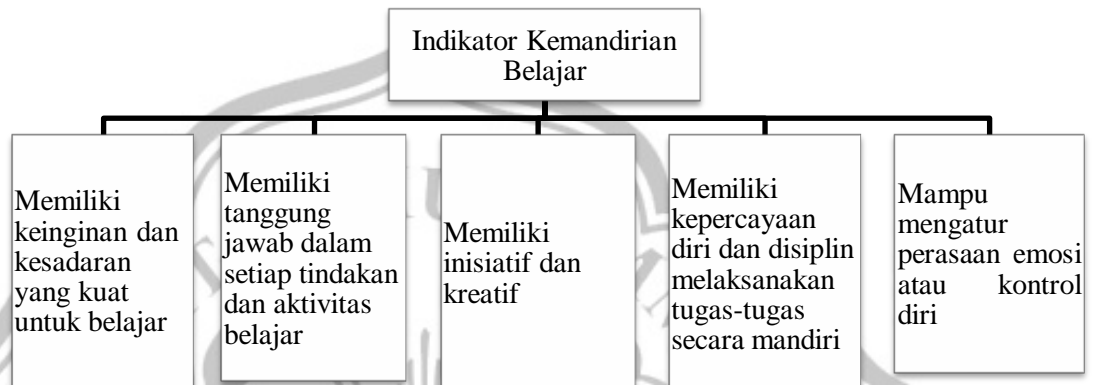 Indikator Kemandirian
Belajar
Memiliki
keinginan dan
kesadaran
yang kuat
untuk belajar
Memiliki
tanggung
jawab dalam
setiap tindakan
dan aktivitas
belajar
Memiliki
inisiatif dan
kreatif
Memiliki
kepercayaan
diri dan disiplin
melaksanakan
tugas-tugas
secara mandiri
Mampu
mengatur
perasaan emosi
atau kontrol
diri